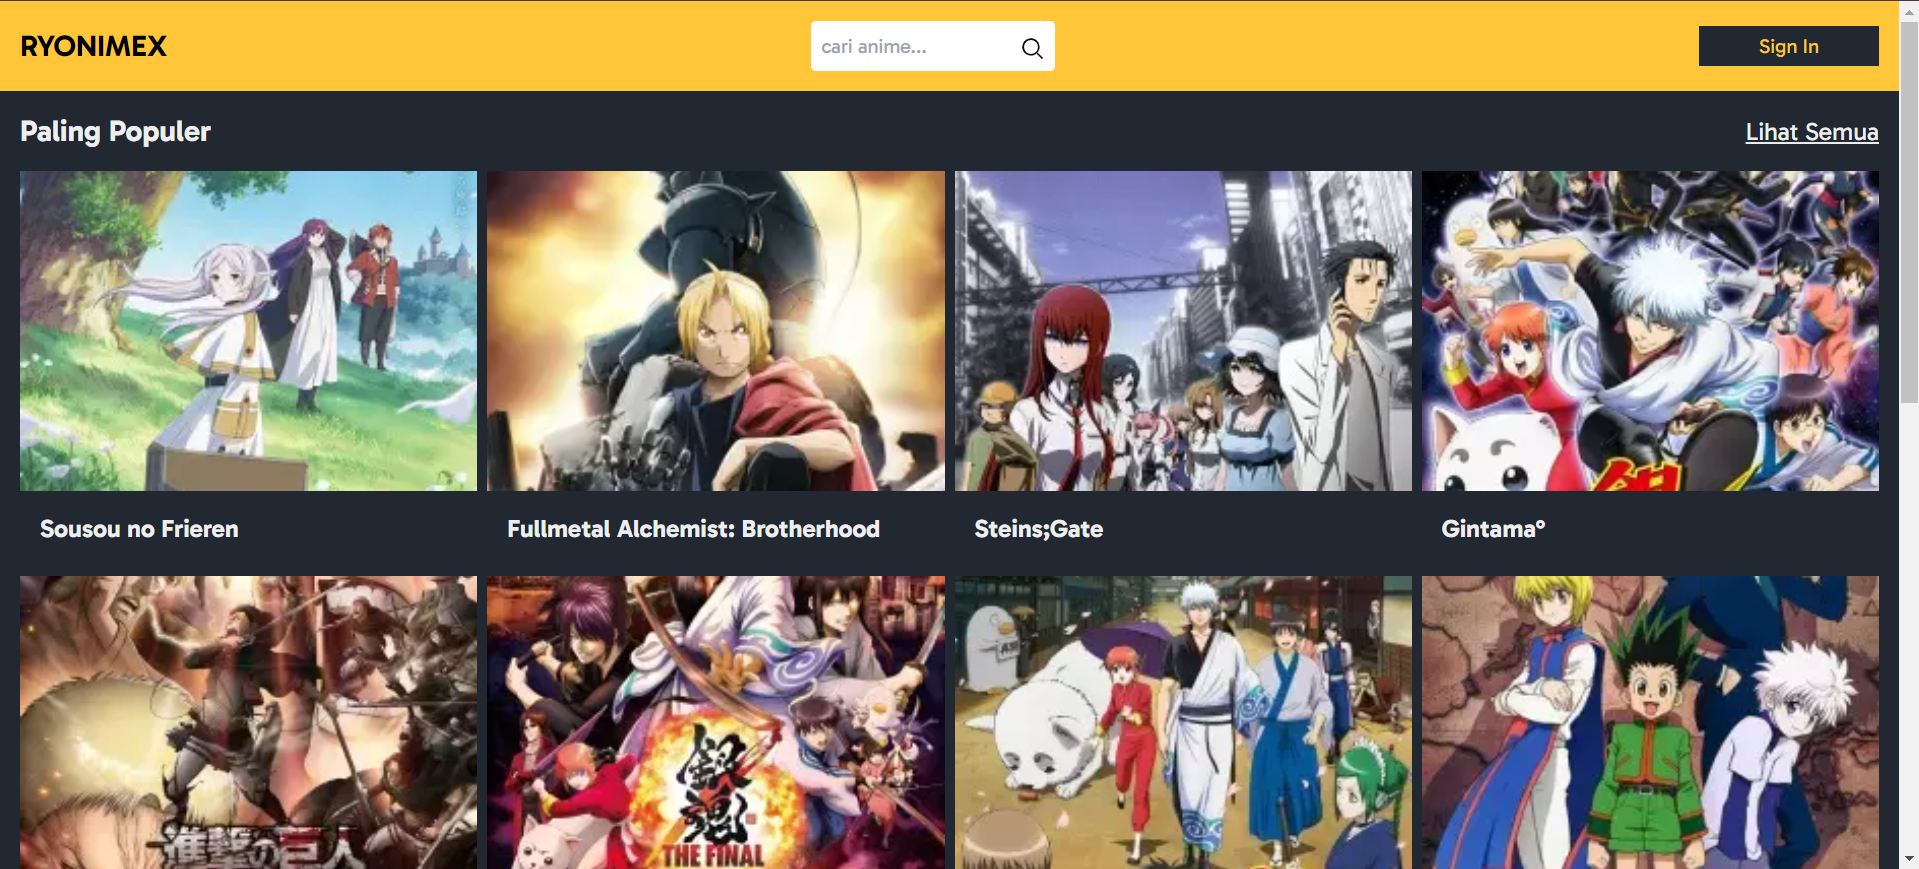 RYONIMEX
cari anime...
Sign In
Paling Populer
Lihat Semua
Sousou no Frieren
Fullmetal Alchemist: Brotherhood
Steins;Gate
Gintama°
進撃の巨人
銀魂
THE FINAL